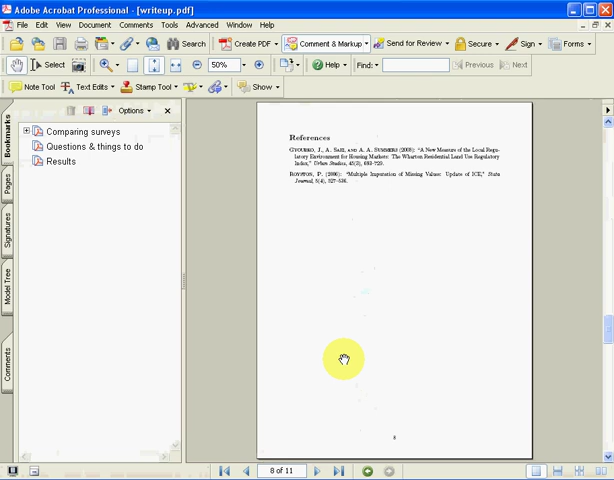 Adobe Acrobat Professional - [writeup.pdf]
File Edit View Document Comments Tools Advanced Window Help
Search Create PDF Comment & Markup Send for Review Secure Sign Forms
Select 50% Help Find: Previous Next
Note Tool Text Edits Stamp Tool Show
Bookmarks
Pages
Signatures
Model Tree
Comments
Options
Comparing surveys
Questions & things to do
Results
References
Gyourko, J., A. Saiz, and A. A. Summers (2008): "A New Measure of the Local Regu-
latory Environment for Housing Markets: The Wharton Residential Land Use Regulatory
Index," Urban Studies, 45(3), 693–729.
Royston, P. (2005): "Multiple Imputation of Missing Values: Update of ICE," Stata
Journal, 5(4), 527–536.
8
8 of 11